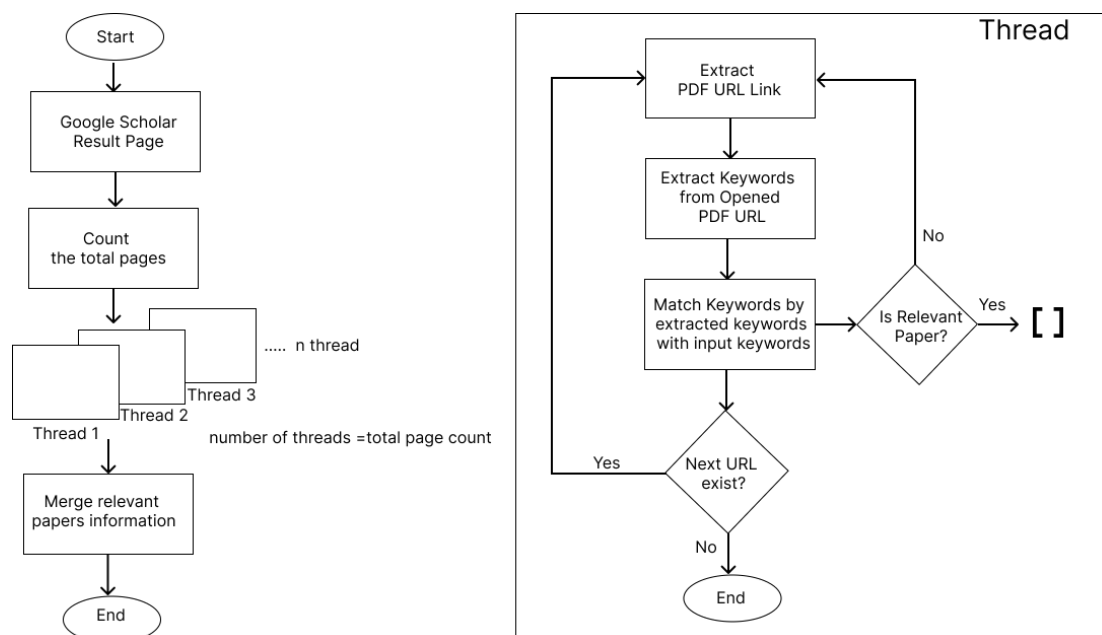 Start
Google Scholar
Result Page
Count
the total pages
..... n thread
Thread 3
Thread 2
Thread 1
number of threads =total page count
Merge relevant
papers information
End
Thread
Extract
PDF URL Link
Extract Keywords
from Opened
PDF URL
No
Match Keywords by
extracted keywords
with input keywords
Is Relevant
Paper?
Yes
[ ]
Yes
Next URL
exist?
No
End